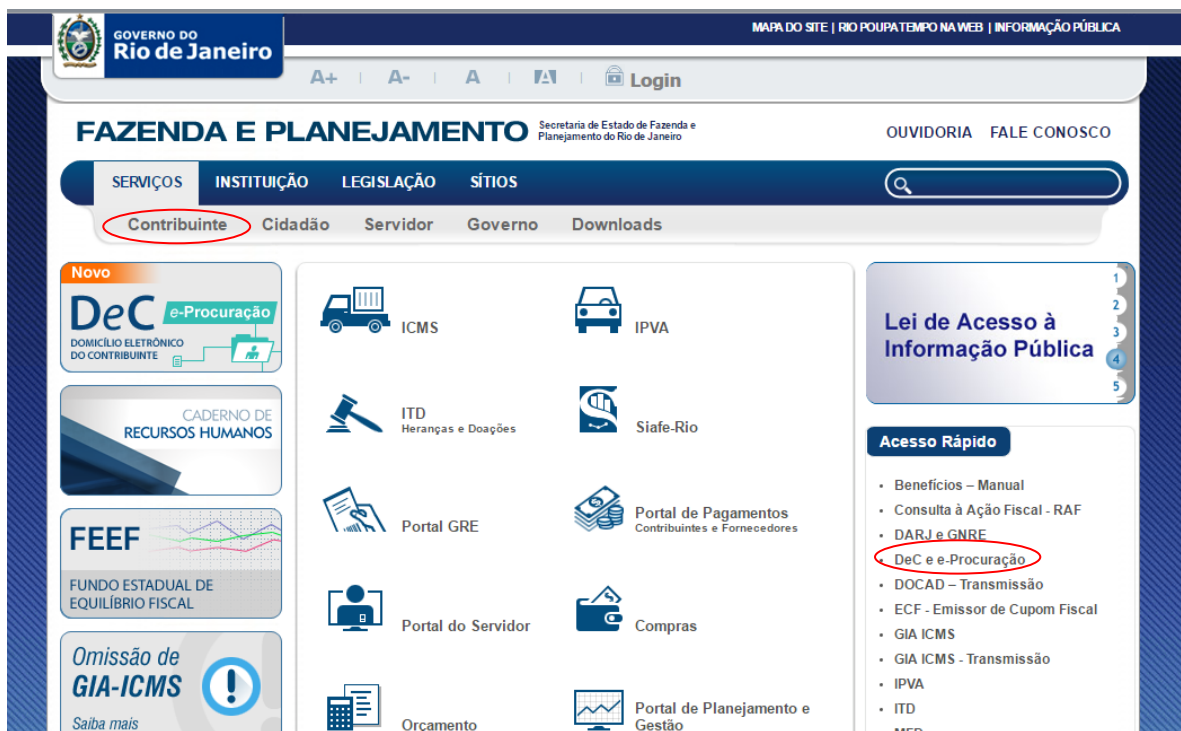 GOVERNO DO
Rio de Janeiro
MAPA DO SITE | RIO POUPA TEMPO NA WEB | INFORMAÇÃO PÚBLICA
A+ | A- | A | A | Login
FAZENDA E PLANEJAMENTO
Secretaria de Estado de Fazenda e
Planejamento do Rio de Janeiro
OUVIDORIA FALE CONOSCO
SERVIÇOS INSTITUIÇÃO LEGISLAÇÃO SÍTIOS
Contribuinte Cidadão Servidor Governo Downloads
Novo
DeC e-Procuração
DOMICÍLIO ELETRÔNICO
DO CONTRIBUINTE
CADERNO DE
RECURSOS HUMANOS
FEEF
FUNDO ESTADUAL DE
EQUILÍBRIO FISCAL
Omissão de
GIA-ICMS
Saiba mais
ICMS
IPVA
ITD
Heranças e Doações
Siafe-Rio
Portal GRE
Portal de Pagamentos
Contribuintes e Fornecedores
Portal do Servidor
Compras
Orçamento
Portal de Planejamento e
Gestão
Lei de Acesso à
Informação Pública
1
2
3
4
5
Acesso Rápido
• Benefícios – Manual
• Consulta à Ação Fiscal - RAF
• DARJ e GNRE
• DeC e e-Procuração
• DOCAD – Transmissão
• ECF - Emissor de Cupom Fiscal
• GIA ICMS
• GIA ICMS - Transmissão
• IPVA
• ITD